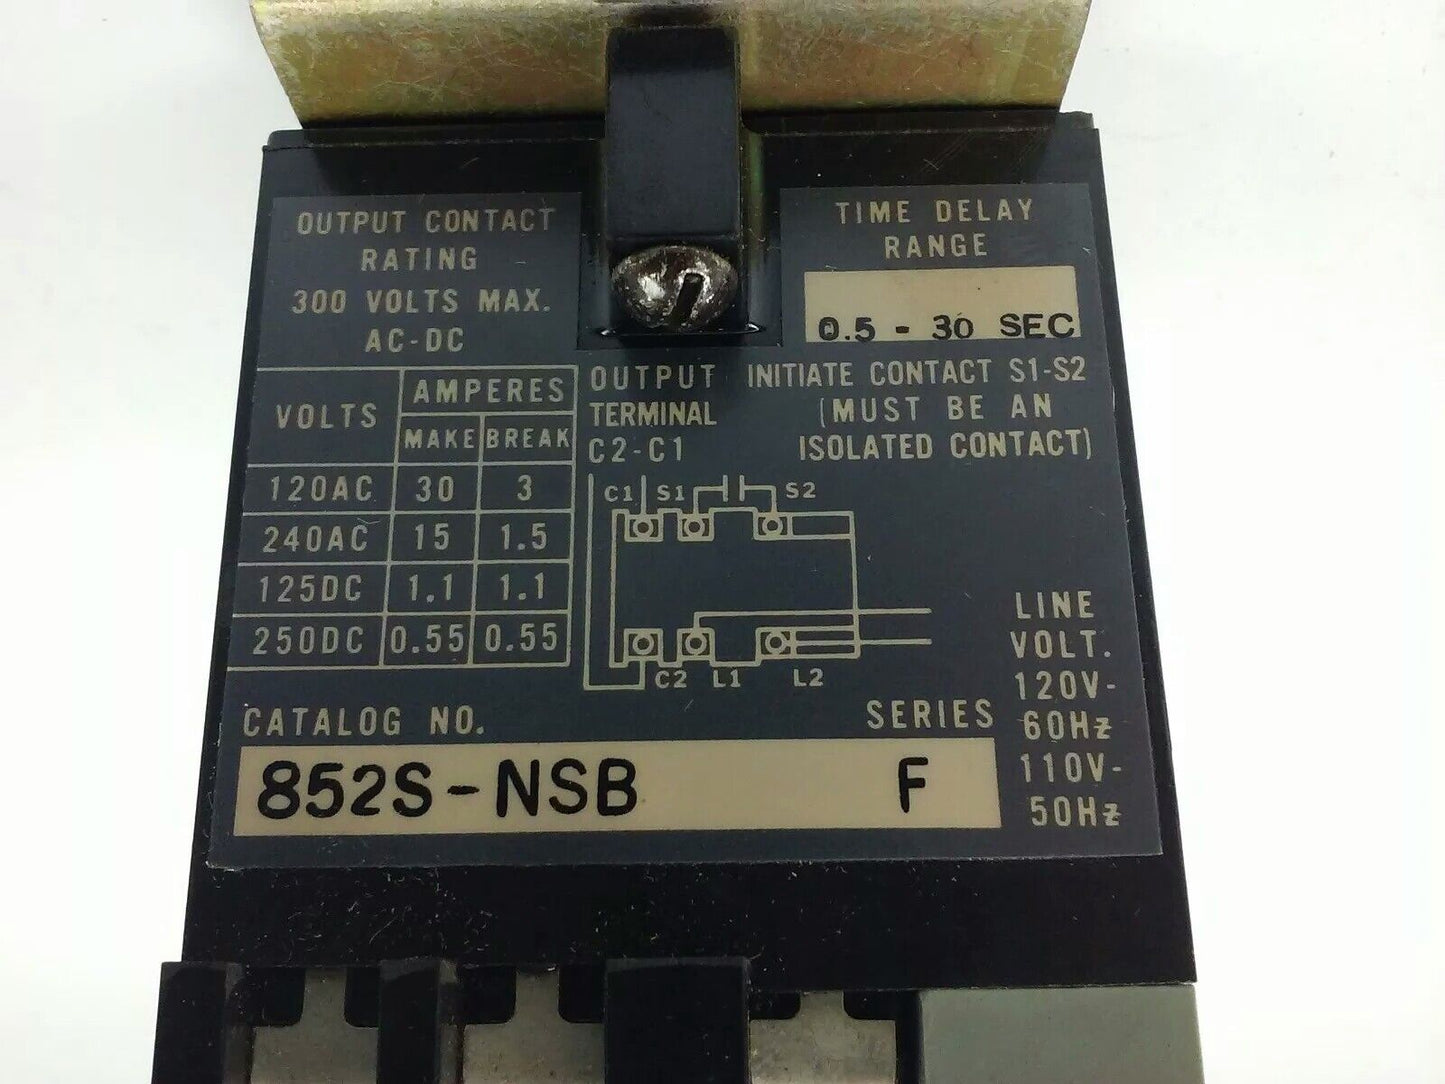 OUTPUT CONTACT
RATING
300 VOLTS MAX.
AC-DC
TIME DELAY
RANGE
0.5 - 30 SEC
VOLTS AMPERES
MAKE BREAK
120AC 30 3
240AC 15 1.5
125DC 1.1 1.1
250DC 0.55 0.55
OUTPUT
TERMINAL
C2-C1
INITIATE CONTACT S1-S2
(MUST BE AN
ISOLATED CONTACT)
C1 S1 S2
C2 L1 L2
LINE
VOLT.
120V-
60Hz
110V-
50Hz
CATALOG NO. SERIES
852S-NSB F